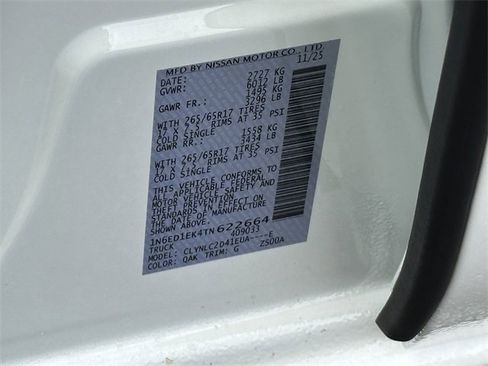 MFD BY NISSAN MOTOR CO., LTD.
DATE: 11/25
GVWR: 2727 KG
6012 LB
GAWR FR.: 1495 KG
3296 LB
WITH 265/65R17 TIRES
17 X 7.5 RIMS AT 35 PSI
COLD SINGLE
GAWR RR.: 1558 KG
3434 LB
WITH 265/65R17 TIRES
17 X 7.5 RIMS AT 35 PSI
COLD SINGLE
THIS VEHICLE CONFORMS TO
ALL APPLICABLE FEDERAL
MOTOR VEHICLE SAFETY AND
THEFT PREVENTION
STANDARDS IN EFFECT ON
THE DATE OF MANUFACTURE
1N6ED1EK4TN622664
TRUCK 409033
MODEL: CLYNLC2D41EUA----E
COLOR: QAK TRIM: G Z500A